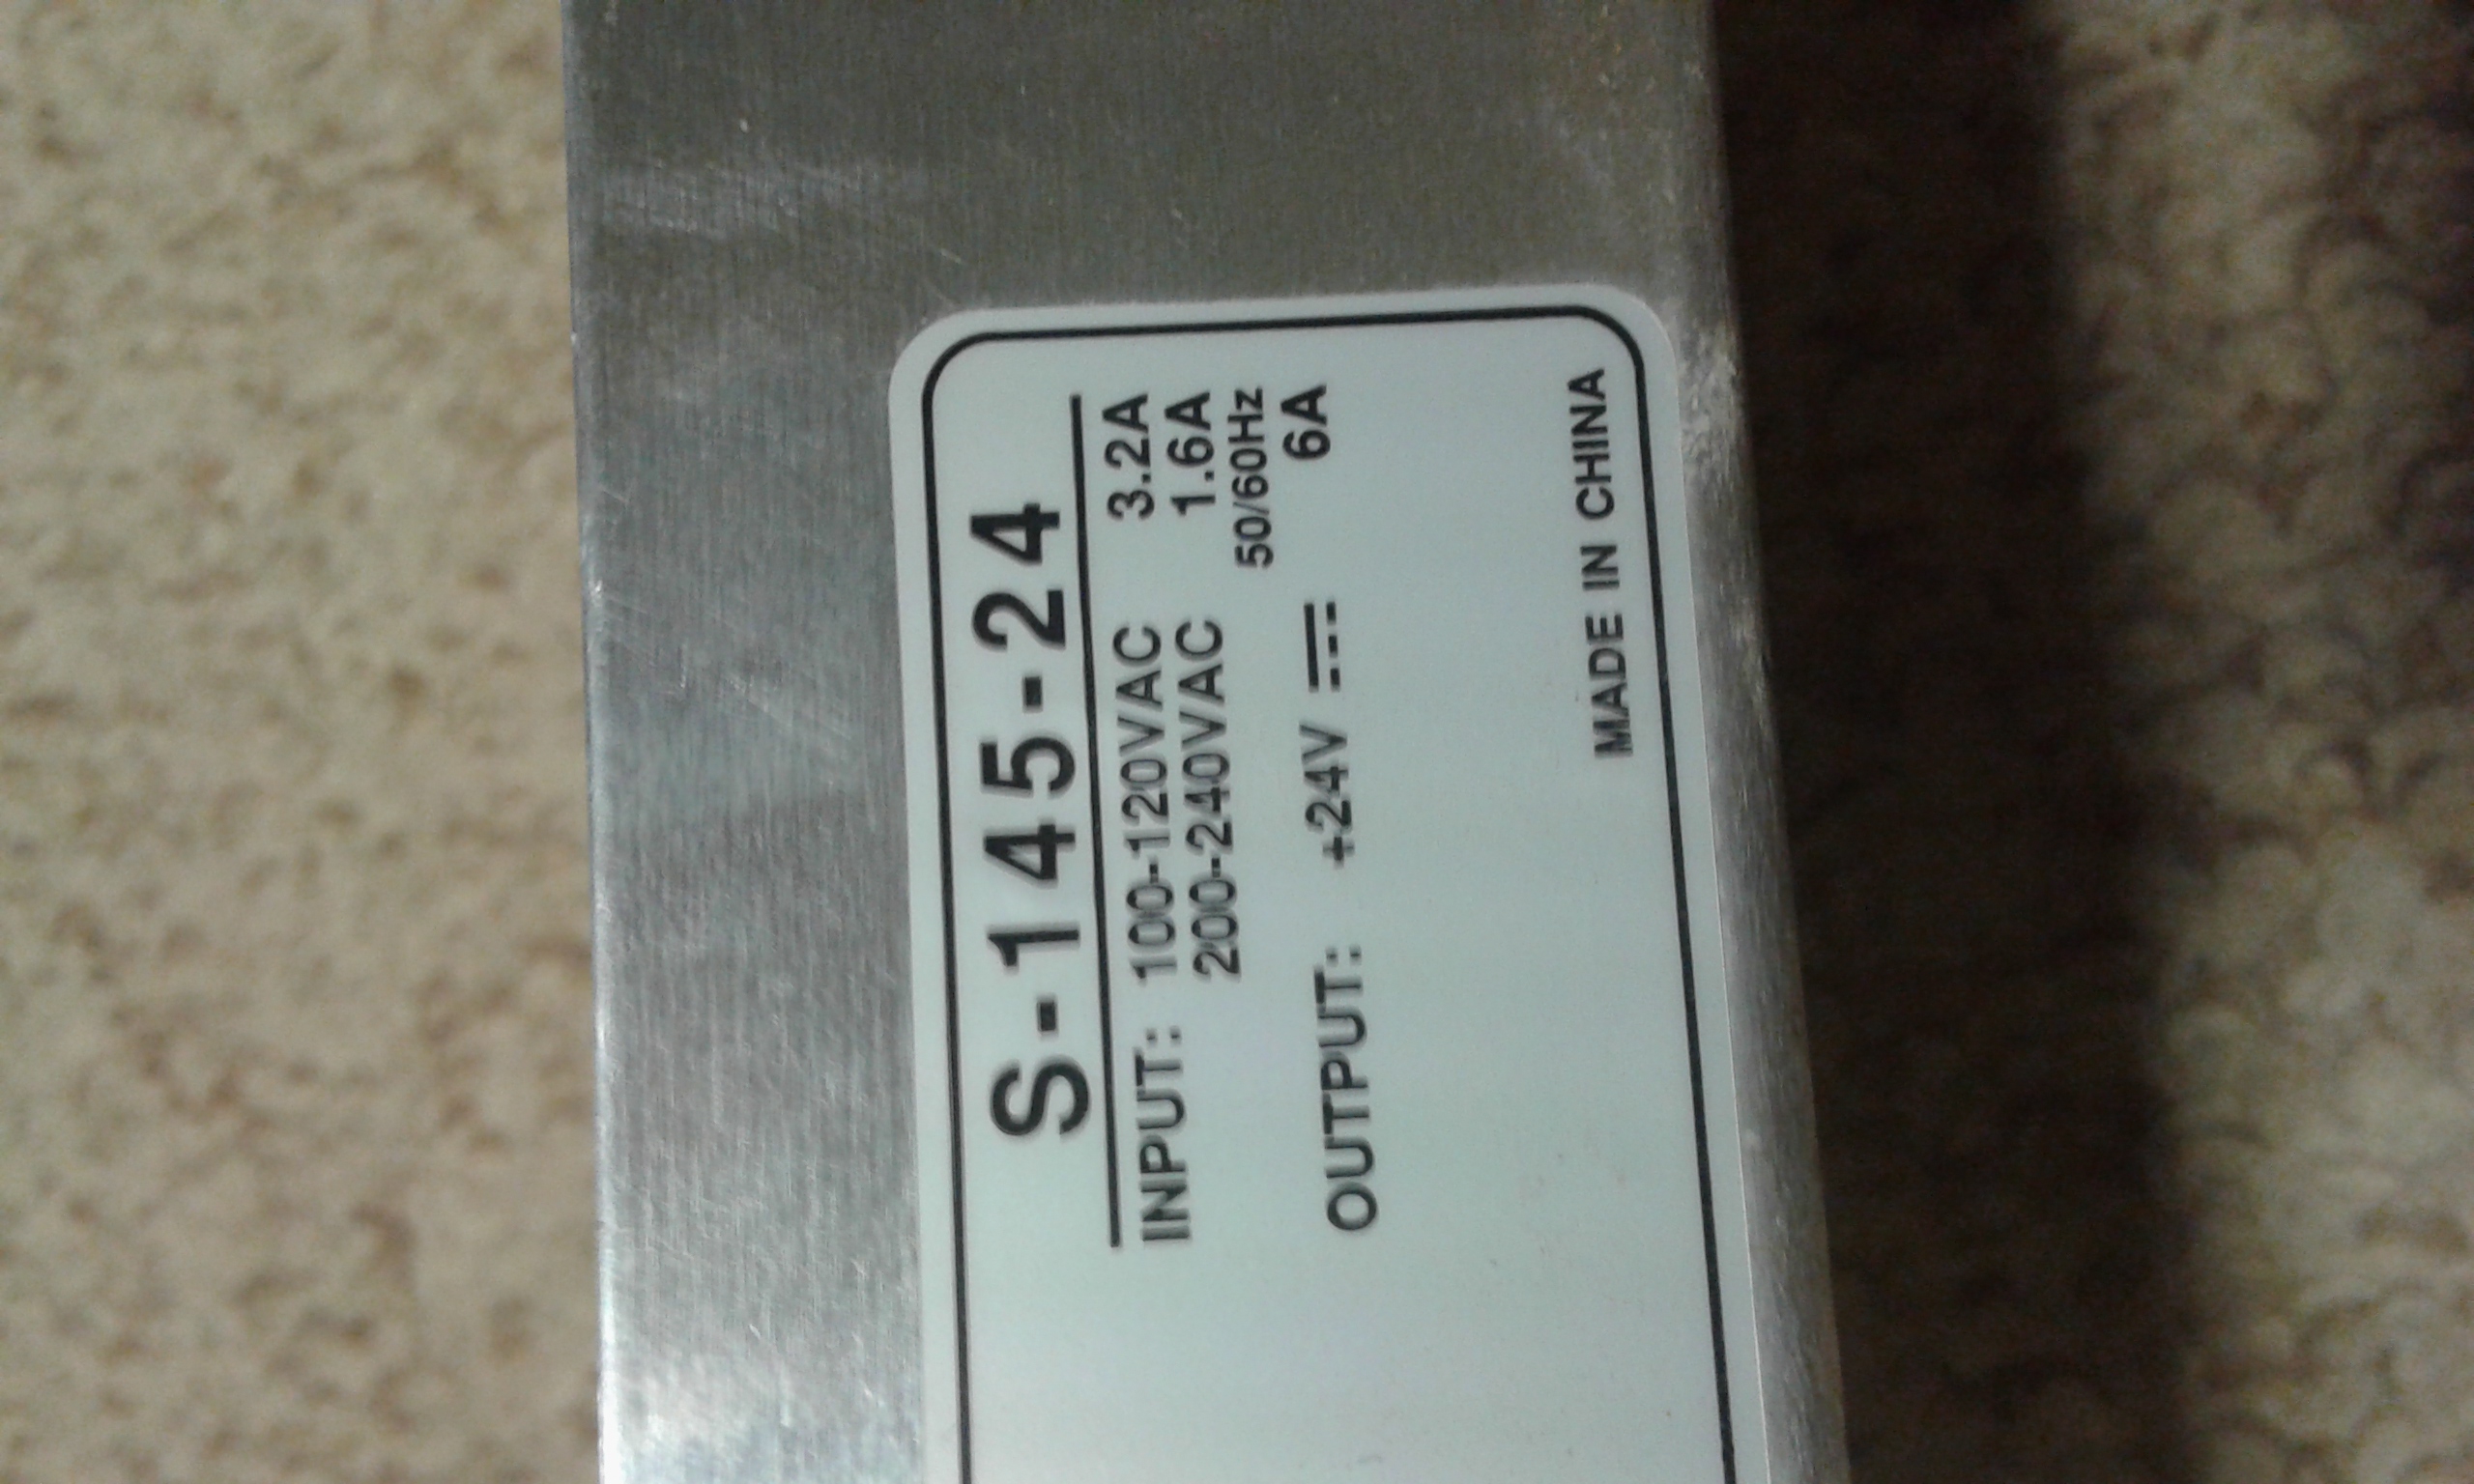 S-145-24
INPUT: 100-120VAC 3.2A
200-240VAC 1.6A
50/60Hz
OUTPUT: +24V 6A
MADE IN CHINA